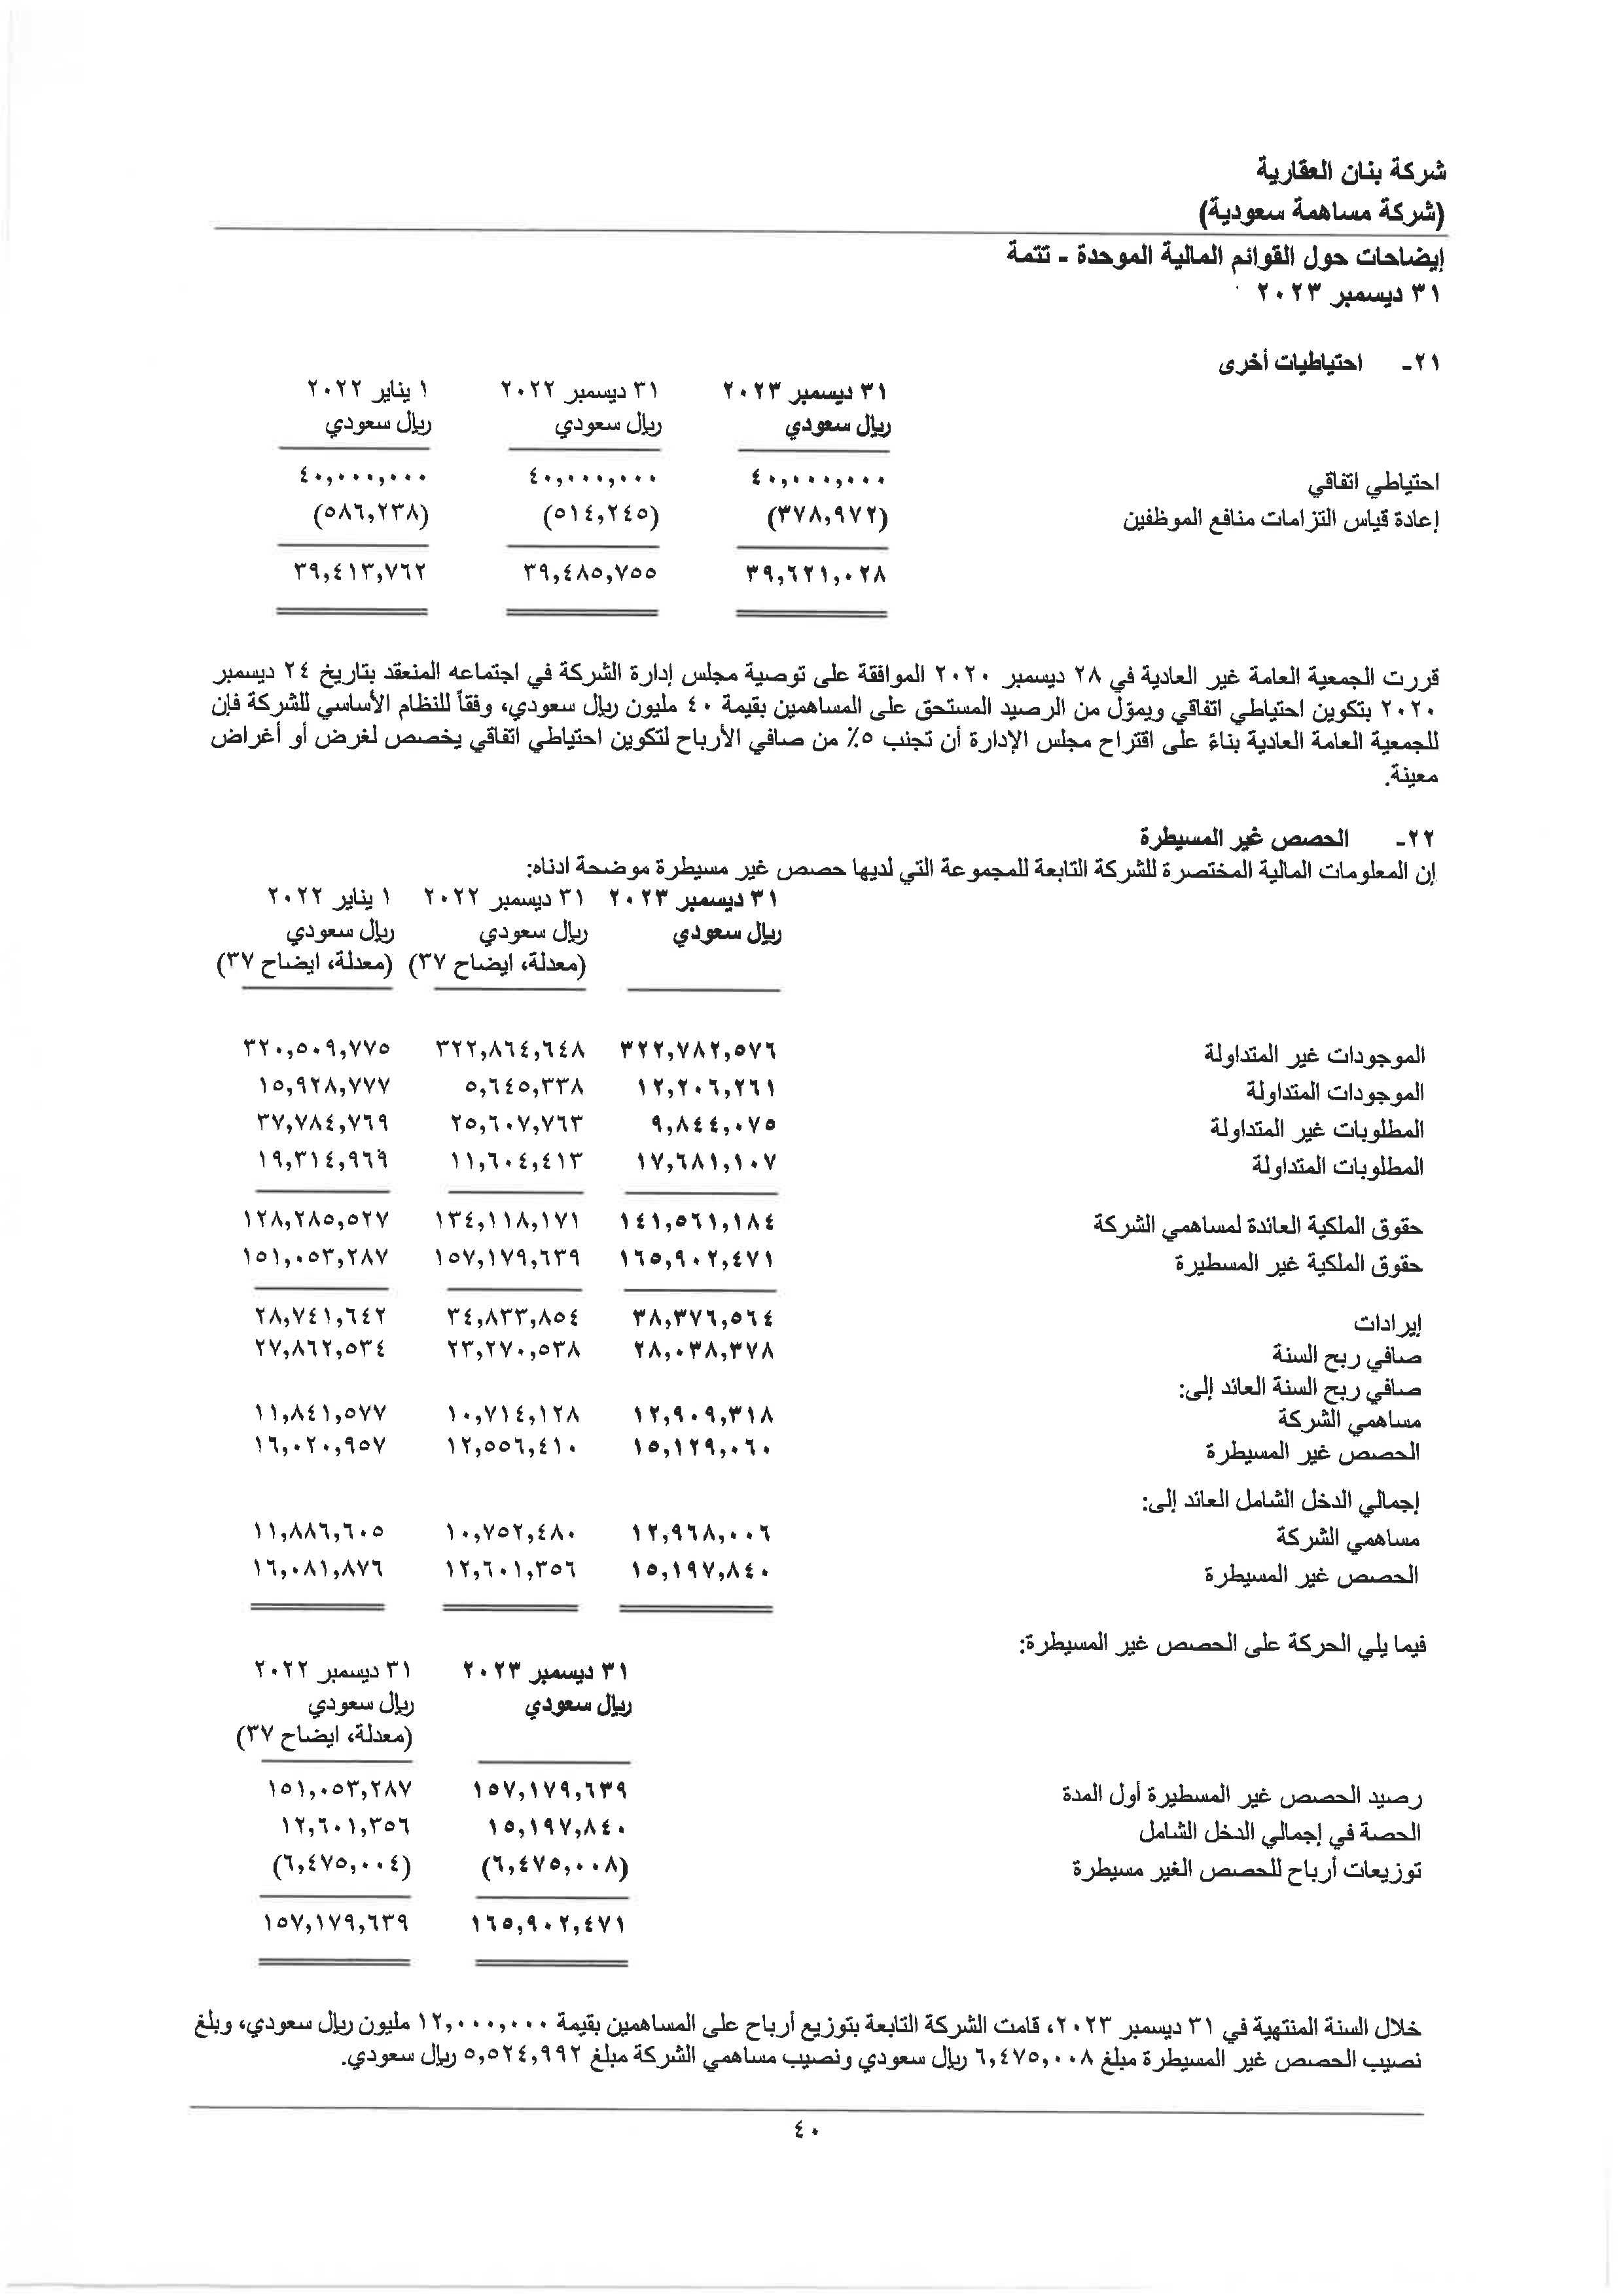 شركة بنان العقارية
(شركة مساهمة سعودية)
إيضاحات حول القوائم المالية الموحدة - تتمة
٣١ ديسمبر ٢٠٢٣
٢١- احتياطيات أخرى
٣١ ديسمبر ٢٠٢٣ ٣١ ديسمبر ٢٠٢٢ ١ يناير ٢٠٢٢
ريال سعودي ريال سعودي ريال سعودي
احتياطي اتفاقي ٤٠,٠٠٠,٠٠٠ ٤٠,٠٠٠,٠٠٠ ٤٠,٠٠٠,٠٠٠
إعادة قياس التزامات منافع الموظفين (٣٧٨,٩٧٢) (٥١٤,٢٤٥) (٥٨٦,٢٣٨)
٣٩,٦٢١,٠٢٨ ٣٩,٤٨٥,٧٥٥ ٣٩,٤١٣,٧٦٢
قررت الجمعية العامة غير العادية في ٢٨ ديسمبر ٢٠٢٠ الموافقة على توصية مجلس إدارة الشركة في اجتماعه المنعقد بتاريخ ٢٤ ديسمبر
٢٠٢٠ بتكوين احتياطي اتفاقي ويموّل من الرصيد المستحق على المساهمين بقيمة ٤٠ مليون ريال سعودي، وفقاً للنظام الأساسي للشركة فإن
للجمعية العامة العادية بناءً على اقتراح مجلس الإدارة أن تجنب ٥٪ من صافي الأرباح لتكوين احتياطي اتفاقي يخصص لغرض أو أغراض
معينة.
٢٢- الحصص غير المسيطرة
إن المعلومات المالية المختصرة للشركة التابعة للمجموعة التي لديها حصص غير مسيطرة موضحة ادناه:
٣١ ديسمبر ٢٠٢٣ ٣١ ديسمبر ٢٠٢٢ ١ يناير ٢٠٢٢
ريال سعودي ريال سعودي ريال سعودي
(معدلة، ايضاح ٣٧) (معدلة، ايضاح ٣٧)
الموجودات غير المتداولة ٣٢٢,٧٨٢,٥٧٦ ٣٢٢,٨٦٤,٦٤٨ ٣٢٠,٥٠٩,٧٧٥
الموجودات المتداولة ١٢,٢٠٦,٢٦١ ٥,٦٤٥,٣٣٨ ١٥,٩٢٨,٧٧٧
المطلوبات غير المتداولة ٩,٨٤٤,٠٧٥ ٢٥,٦٠٧,٧٦٣ ٣٧,٧٨٤,٧٦٩
المطلوبات المتداولة ١٧,٦٨١,١٠٧ ١١,٦٠٤,٤١٣ ١٩,٣١٤,٩٦٩
حقوق الملكية العائدة لمساهمي الشركة ١٤١,٥٦١,١٨٤ ١٣٤,١١٨,١٧١ ١٢٨,٢٨٥,٥٢٧
حقوق الملكية غير المسطيرة ١٦٥,٩٠٢,٤٧١ ١٥٧,١٧٩,٦٣٩ ١٥١,٠٥٣,٢٨٧
إيرادات ٣٨,٣٧٦,٥٦٤ ٣٤,٨٣٣,٨٥٤ ٢٨,٧٤١,٦٤٢
صافي ربح السنة ٢٨,٠٣٨,٣٧٨ ٢٣,٢٧٠,٥٣٨ ٢٧,٨٦٢,٥٣٤
صافي ربح السنة العائد إلى:
مساهمي الشركة ١٢,٩٠٩,٣١٨ ١٠,٧١٤,١٢٨ ١١,٨٤١,٥٧٧
الحصص غير المسيطرة ١٥,١٢٩,٠٦٠ ١٢,٥٥٦,٤١٠ ١٦,٠٢٠,٩٥٧
إجمالي الدخل الشامل العائد إلى:
مساهمي الشركة ١٢,٩٦٨,٠٠٦ ١٠,٧٥٢,٤٨٠ ١١,٨٨٦,٦٠٥
الحصص غير المسيطرة ١٥,١٩٧,٨٤٠ ١٢,٦٠١,٣٥٦ ١٦,٠٨١,٨٧٦
فيما يلي الحركة على الحصص غير المسيطرة:
٣١ ديسمبر ٢٠٢٣ ٣١ ديسمبر ٢٠٢٢
ريال سعودي ريال سعودي
(معدلة، ايضاح ٣٧)
رصيد الحصص غير المسطيرة أول المدة ١٥٧,١٧٩,٦٣٩ ١٥١,٠٥٣,٢٨٧
الحصة في إجمالي الدخل الشامل ١٥,١٩٧,٨٤٠ ١٢,٦٠١,٣٥٦
توزيعات أرباح للحصص الغير مسيطرة (٦,٤٧٥,٠٠٨) (٦,٤٧٥,٠٠٤)
١٦٥,٩٠٢,٤٧١ ١٥٧,١٧٩,٦٣٩
خلال السنة المنتهية في ٣١ ديسمبر ٢٠٢٣، قامت الشركة التابعة بتوزيع أرباح على المساهمين بقيمة ١٢,٠٠٠,٠٠٠ مليون ريال سعودي، وبلغ
نصيب الحصص غير المسيطرة مبلغ ٦,٤٧٥,٠٠٨ ريال سعودي ونصيب مساهمي الشركة مبلغ ٥,٥٢٤,٩٩٢ ريال سعودي.
٤٠